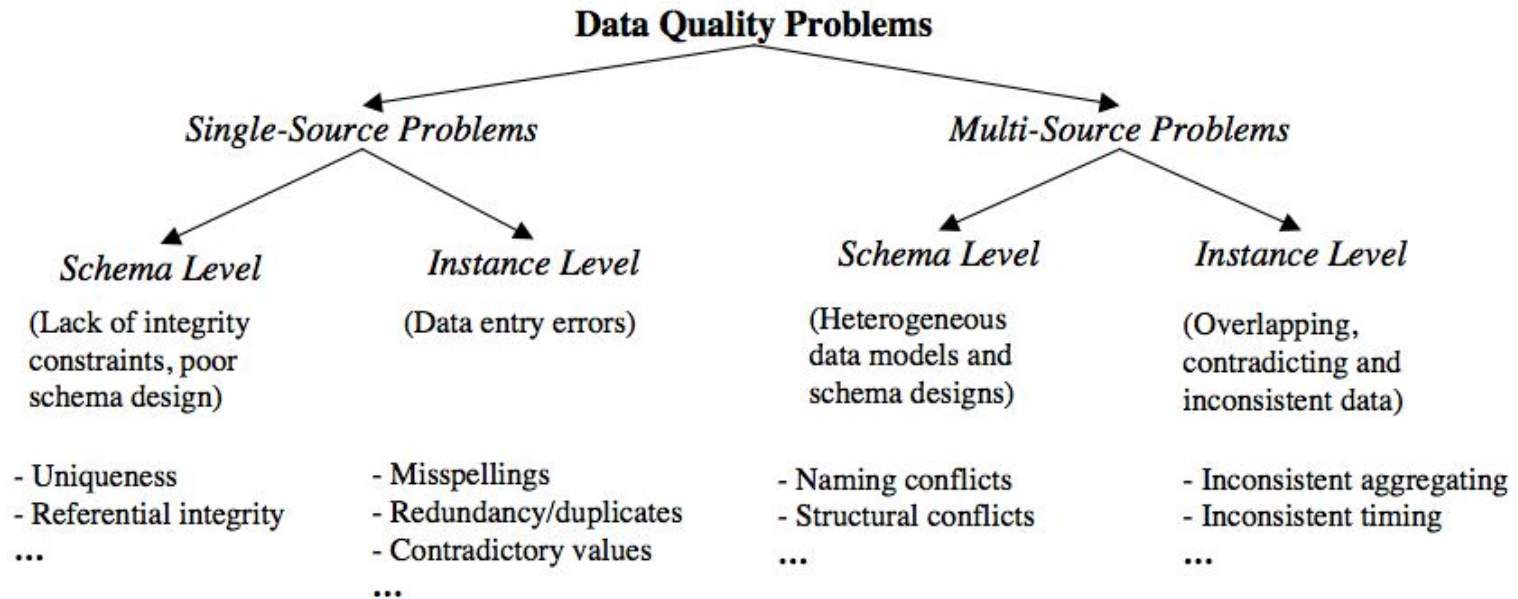 Data Quality Problems
Single-Source Problems
Multi-Source Problems
Schema Level
(Lack of integrity
constraints, poor
schema design)
- Uniqueness
- Referential integrity
...
Instance Level
(Data entry errors)
- Misspellings
- Redundancy/duplicates
- Contradictory values
...
Schema Level
(Heterogeneous
data models and
schema designs)
- Naming conflicts
- Structural conflicts
...
Instance Level
(Overlapping,
contradicting and
inconsistent data)
- Inconsistent aggregating
- Inconsistent timing
...